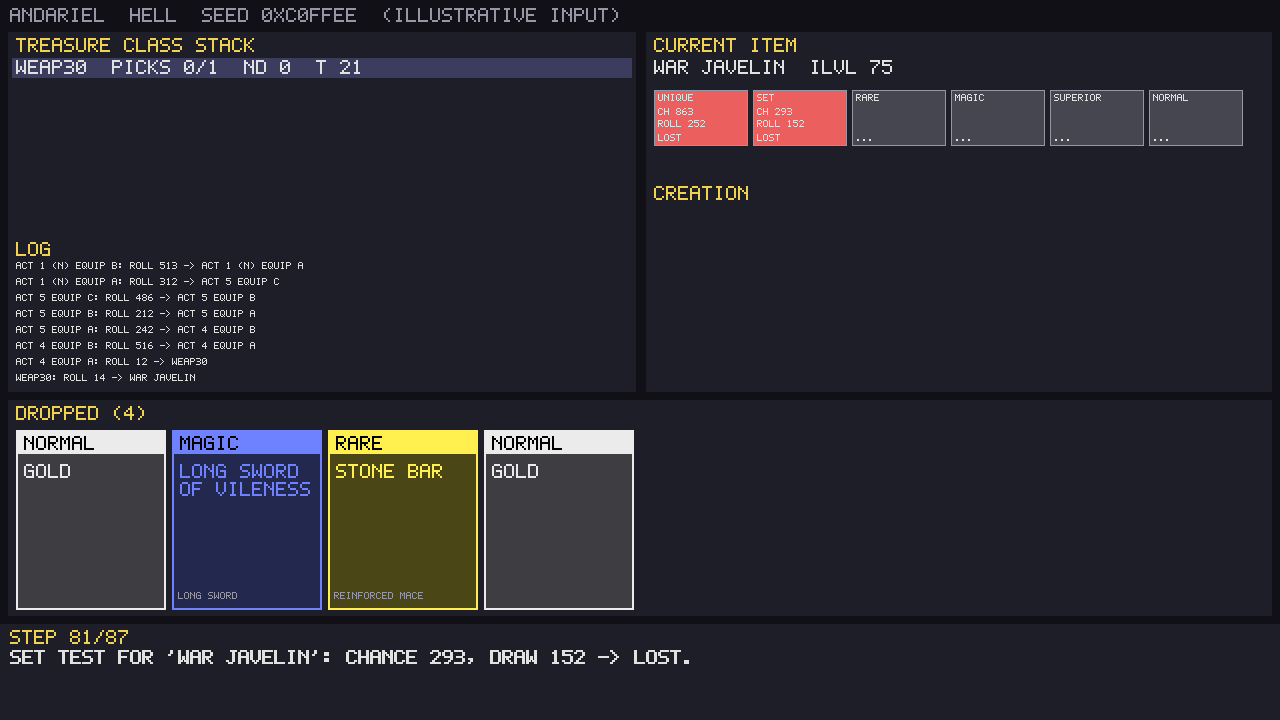 ANDARIEL HELL SEED 0XC0FFEE (ILLUSTRATIVE INPUT)
TREASURE CLASS STACK
WEAP30 PICKS 0/1 ND 0 T 21
LOG
ACT 1 (N) EQUIP B: ROLL 513 -> ACT 1 (N) EQUIP A
ACT 1 (N) EQUIP A: ROLL 312 -> ACT 5 EQUIP C
ACT 5 EQUIP C: ROLL 486 -> ACT 5 EQUIP B
ACT 5 EQUIP B: ROLL 212 -> ACT 5 EQUIP A
ACT 5 EQUIP A: ROLL 242 -> ACT 4 EQUIP B
ACT 4 EQUIP B: ROLL 516 -> ACT 4 EQUIP A
ACT 4 EQUIP A: ROLL 12 -> WEAP30
WEAP30: ROLL 14 -> WAR JAVELIN
CURRENT ITEM
WAR JAVELIN ILVL 75
UNIQUE
CH 863
ROLL 252
LOST
SET
CH 293
ROLL 152
LOST
RARE
...
MAGIC
...
SUPERIOR
...
NORMAL
...
CREATION
DROPPED (4)
NORMAL
GOLD
MAGIC
LONG SWORD
OF VILENESS
LONG SWORD
RARE
STONE BAR
REINFORCED MACE
NORMAL
GOLD
STEP 81/87
SET TEST FOR 'WAR JAVELIN': CHANCE 293, DRAW 152 -> LOST.